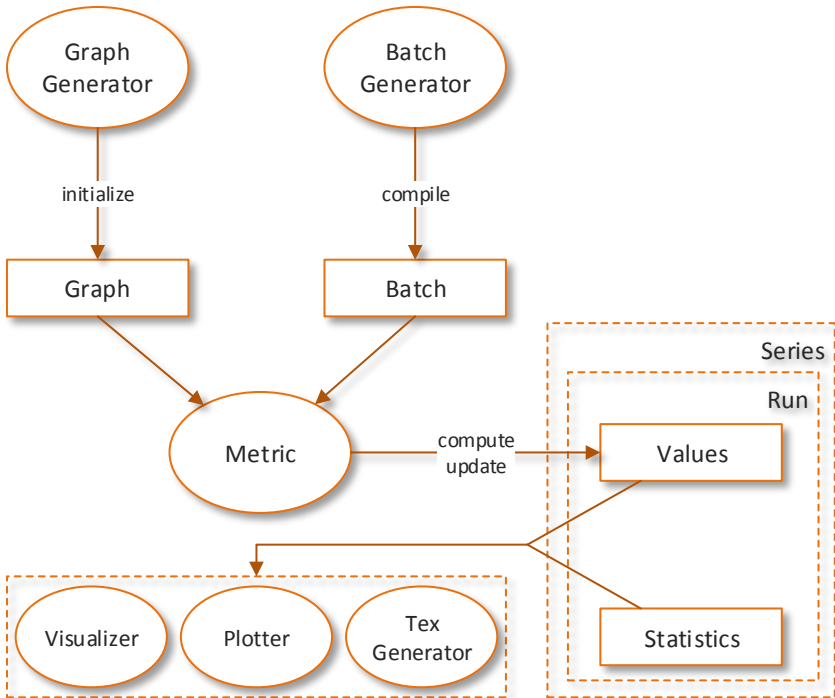 Graph
Generator
Batch
Generator
initialize
compile
Graph
Batch
Series
Run
Metric
compute
update
Values
Visualizer
Plotter
Tex
Generator
Statistics